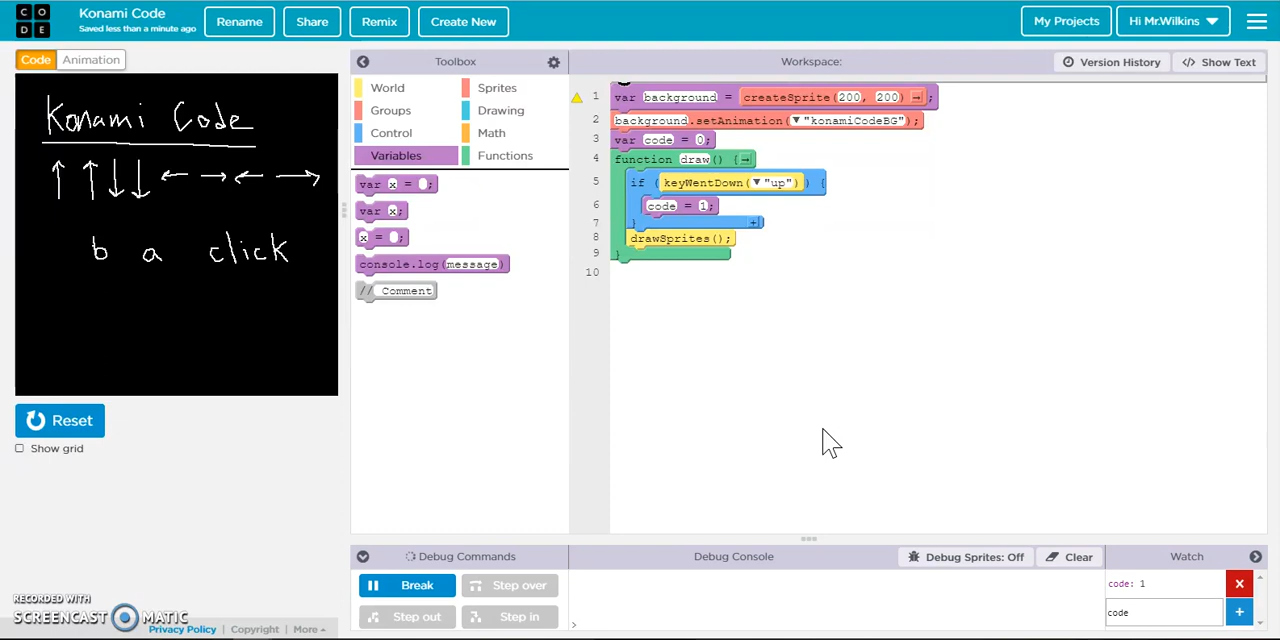 CODE
Konami Code
Saved less than a minute ago
Rename
Share
Remix
Create New
My Projects
Hi Mr.Wilkins
Code
Animation
Toolbox
Workspace:
Version History
</> Show Text
Konami Code
↑ ↑ ↓ ↓ ← → ← →
b a click
World
Sprites
Groups
Drawing
Control
Math
Variables
Functions
var x = ;
var x;
x = ;
console.log(message)
// Comment
1 var background = createSprite(200, 200) → ;
2 background.setAnimation(▼"konamiCodeBG");
3 var code = 0;
4 function draw() { →
5 if (keyWentDown(▼"up")) {
6 code = 1;
7 } +
8 drawSprites();
9 }
10
Reset
Show grid
Debug Commands
Debug Console
Debug Sprites: Off
Clear
Watch
Break
Step over
Step out
Step in
>
code: 1
×
code
+
RECORDED WITH
SCREENCAST MATIC
Privacy Policy | Copyright | More